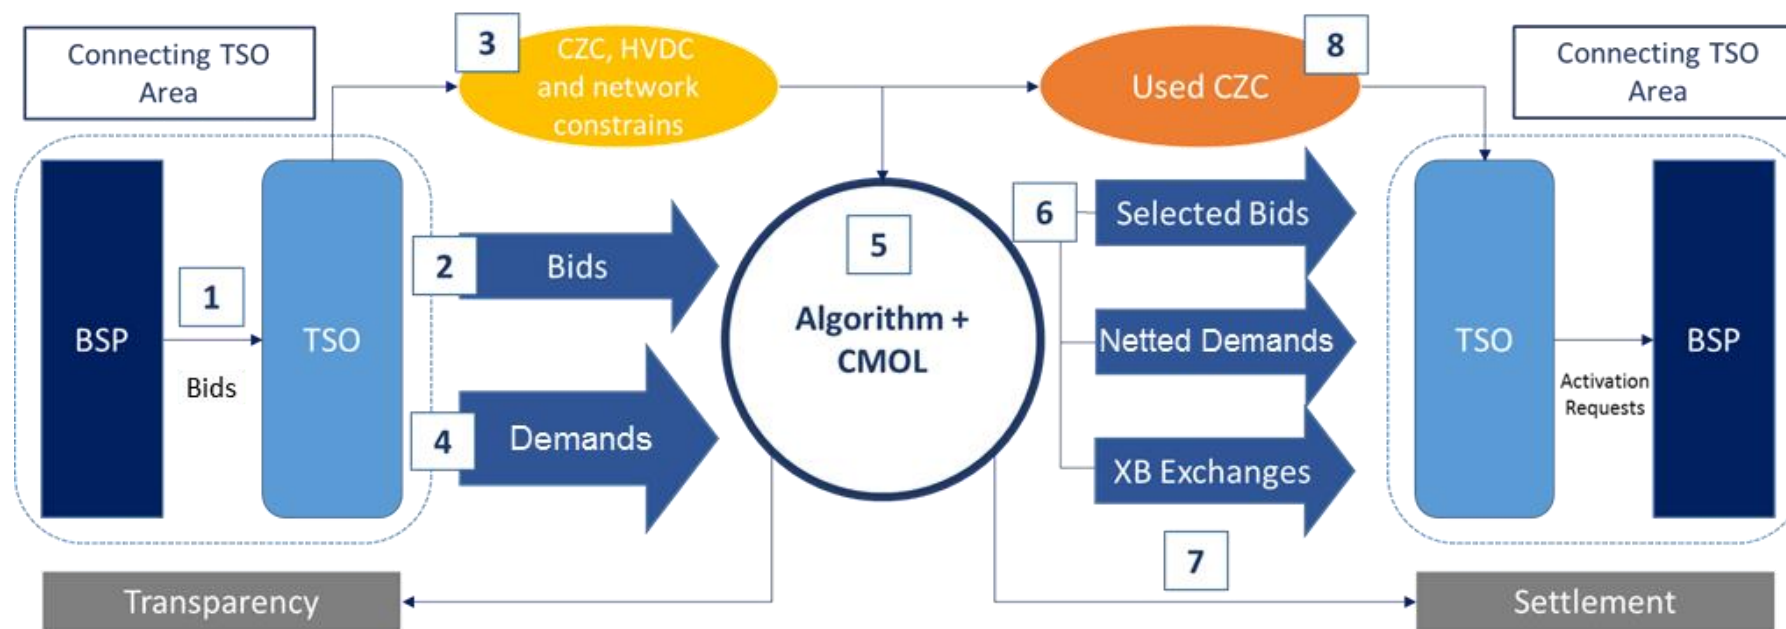 Connecting TSO
Area
3
CZC, HVDC
and network
constrains
Used CZC
8
Connecting TSO
Area
BSP
1
Bids
TSO
2
Bids
4
Demands
5
Algorithm +
CMOL
6
Selected Bids
Netted Demands
XB Exchanges
7
TSO
Activation
Requests
BSP
Transparency
Settlement